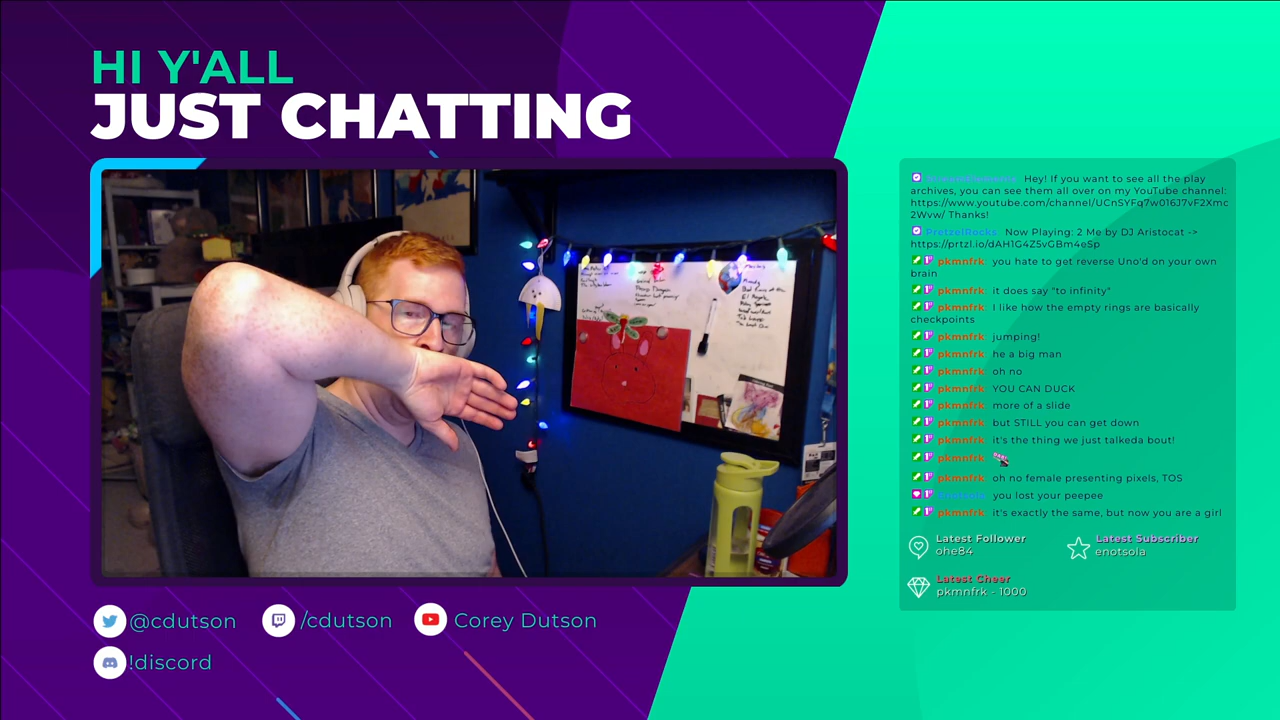 HI Y'ALL
JUST CHATTING
Hey! If you want to see all the play
archives, you can see them all over on my YouTube channel:
https://www.youtube.com/channel/UCnSYFq7w016J7vF2Xmc
2Wvw/ Thanks!
PretzelRocks Now Playing: 2 Me by DJ Aristocat ->
https://prtzl.io/dAH1G4Z5vGBm4eSp
pkmnfrk you hate to get reverse Uno'd on your own
brain
pkmnfrk it does say "to infinity"
pkmnfrk I like how the empty rings are basically
checkpoints
pkmnfrk jumping!
pkmnfrk he a big man
pkmnfrk oh no
pkmnfrk YOU CAN DUCK
pkmnfrk more of a slide
pkmnfrk but STILL you can get down
pkmnfrk it's the thing we just talkeda bout!
pkmnfrk
pkmnfrk oh no female presenting pixels, TOS
you lost your peepee
pkmnfrk it's exactly the same, but now you are a girl
Latest Follower
ohe84
Latest Subscriber
enotsola
Latest Cheer
pkmnfrk - 1000
@cdutson
/cdutson
Corey Dutson
!discord